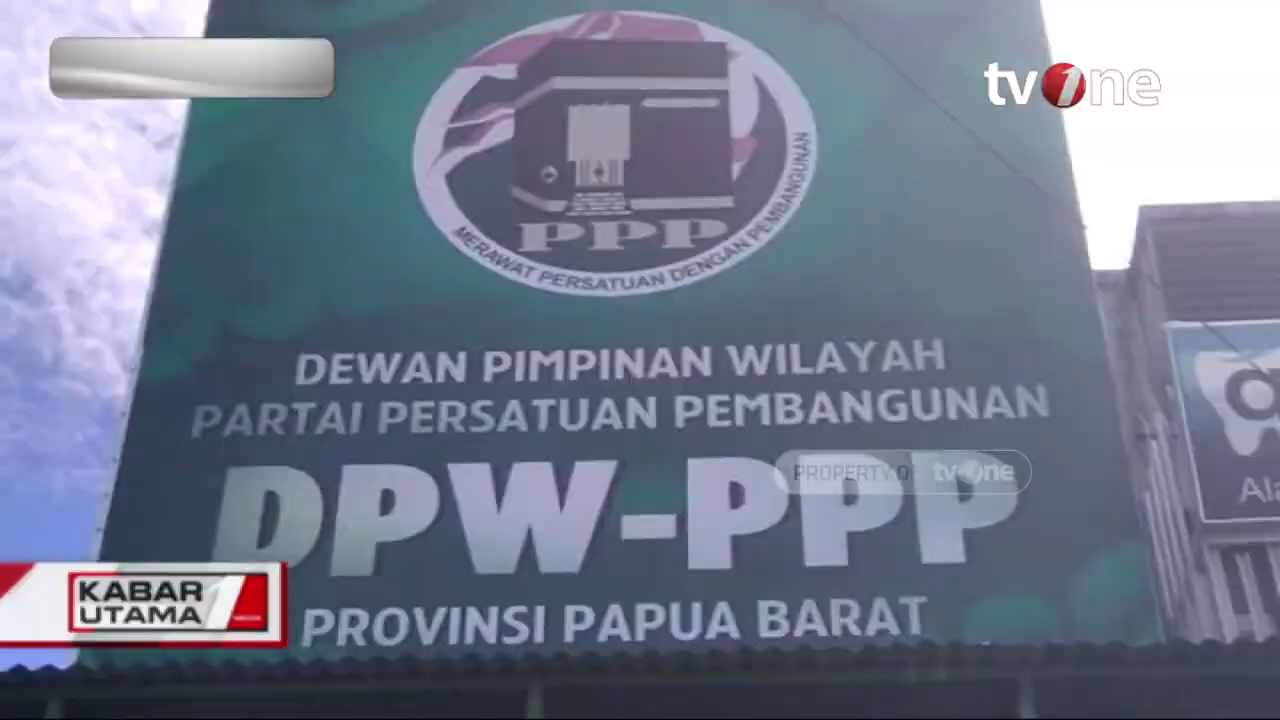 tvOne
PPP
MERAWAT PERSATUAN DENGAN PEMBANGUNAN
DEWAN PIMPINAN WILAYAH
PARTAI PERSATUAN PEMBANGUNAN
DPW-PPP
PROPERTY OF tvOne
PROVINSI PAPUA BARAT
KABAR
UTAMA 1